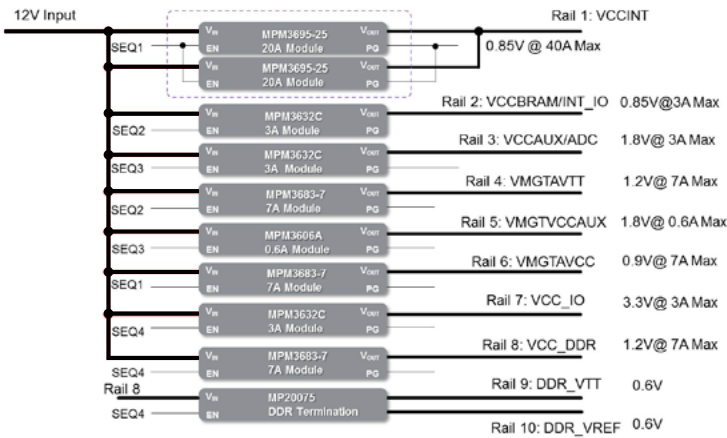 12V Input
Rail 1: VCCINT
VIN MPM3695-25 VOUT
SEQ1 EN 20A Module PG
0.85V @ 40A Max
VIN MPM3695-25 VOUT
EN 20A Module PG
Rail 2: VCCBRAM/INT_IO 0.85V@3A Max
VIN MPM3632C VOUT
SEQ2 EN 3A Module PG
Rail 3: VCCAUX/ADC 1.8V@ 3A Max
VIN MPM3632C VOUT
SEQ3 EN 3A Module PG
Rail 4: VMGTAVTT 1.2V@ 7A Max
VIN MPM3683-7 VOUT
SEQ2 EN 7A Module PG
Rail 5: VMGTVCCAUX 1.8V@ 0.6A Max
VIN MPM3606A VOUT
SEQ3 EN 0.6A Module PG
Rail 6: VMGTAVCC 0.9V@ 7A Max
VIN MPM3683-7 VOUT
SEQ1 EN 7A Module PG
Rail 7: VCC_IO 3.3V@ 3A Max
VIN MPM3632C VOUT
SEQ4 EN 3A Module PG
Rail 8: VCC_DDR 1.2V@ 7A Max
VIN MPM3683-7 VOUT
SEQ4 EN 7A Module PG
Rail 8
Rail 9: DDR_VTT 0.6V
VIN MP20075
SEQ4 EN DDR Termination
Rail 10: DDR_VREF 0.6V